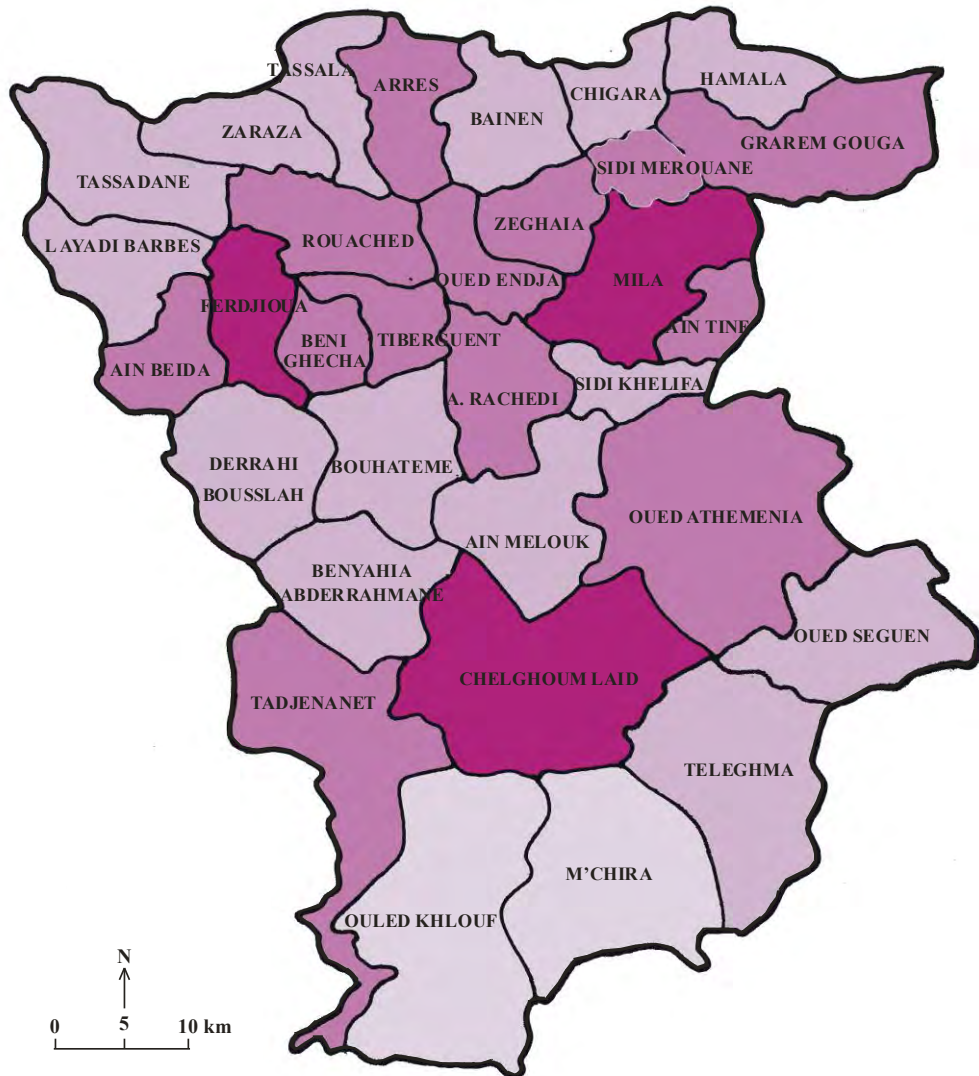 TASSALA
ARRES
BAINEN
CHIGARA
HAMALA
ZARAZA
GRAREM GOUGA
SIDI MEROUANE
TASSADANE
ZEGHAIA
LAYADI BARBES
ROUACHED
OUED ENDJA
MILA
FERDJIOUA
AIN TINE
BENI
GHECHA
TIBERGUENT
AIN BEIDA
SIDI KHELIFA
A. RACHEDI
DERRAHI
BOUSSLAH
BOUHATEME
OUED ATHEMENIA
AIN MELOUK
BENYAHIA
ABDERRAHMANE
OUED SEGUEN
CHELGHOUM LAID
TADJENANET
TELEGHMA
M’CHIRA
OULED KHLOUF
N
0 5 10 km